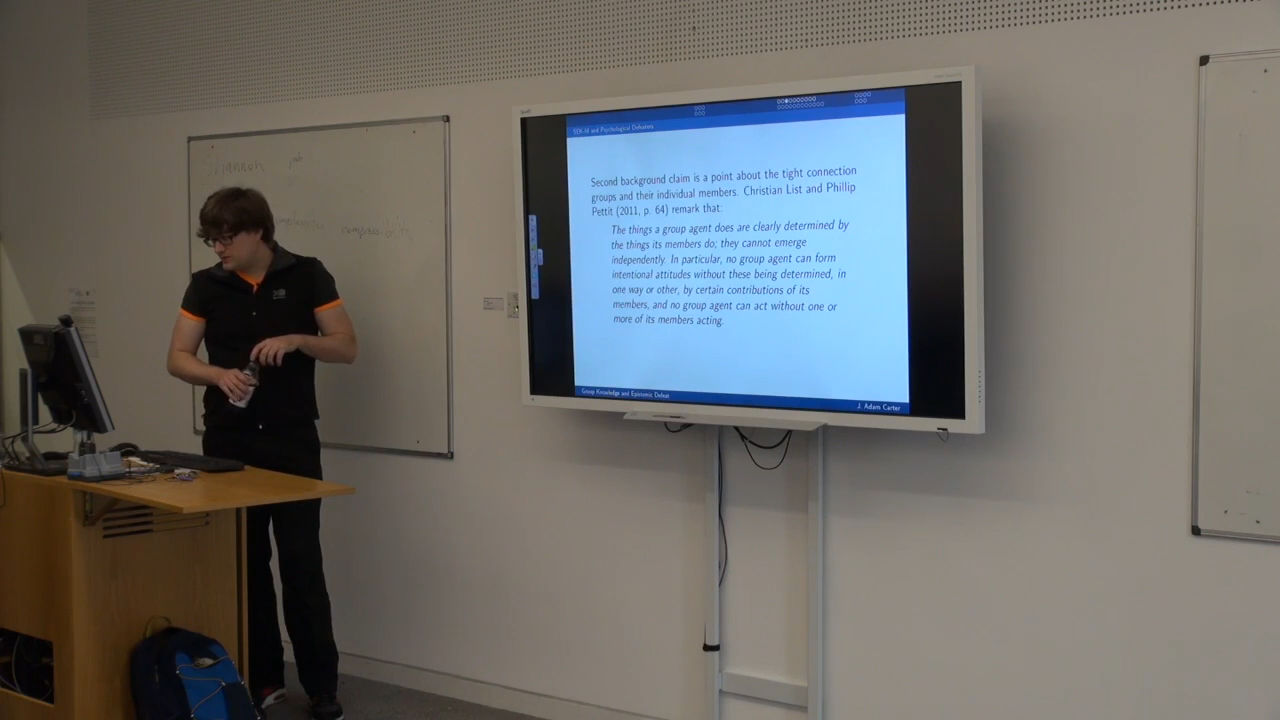 SEK-M and Psychological Defeaters
Second background claim is a point about the tight connection
groups and their individual members. Christian List and Phillip
Pettit (2011, p. 64) remark that:
The things a group agent does are clearly determined by
the things its members do; they cannot emerge
independently. In particular, no group agent can form
intentional attitudes without these being determined, in
one way or other, by certain contributions of its
members, and no group agent can act without one or
more of its members acting.
Group Knowledge and Epistemic Defeat
J. Adam Carter